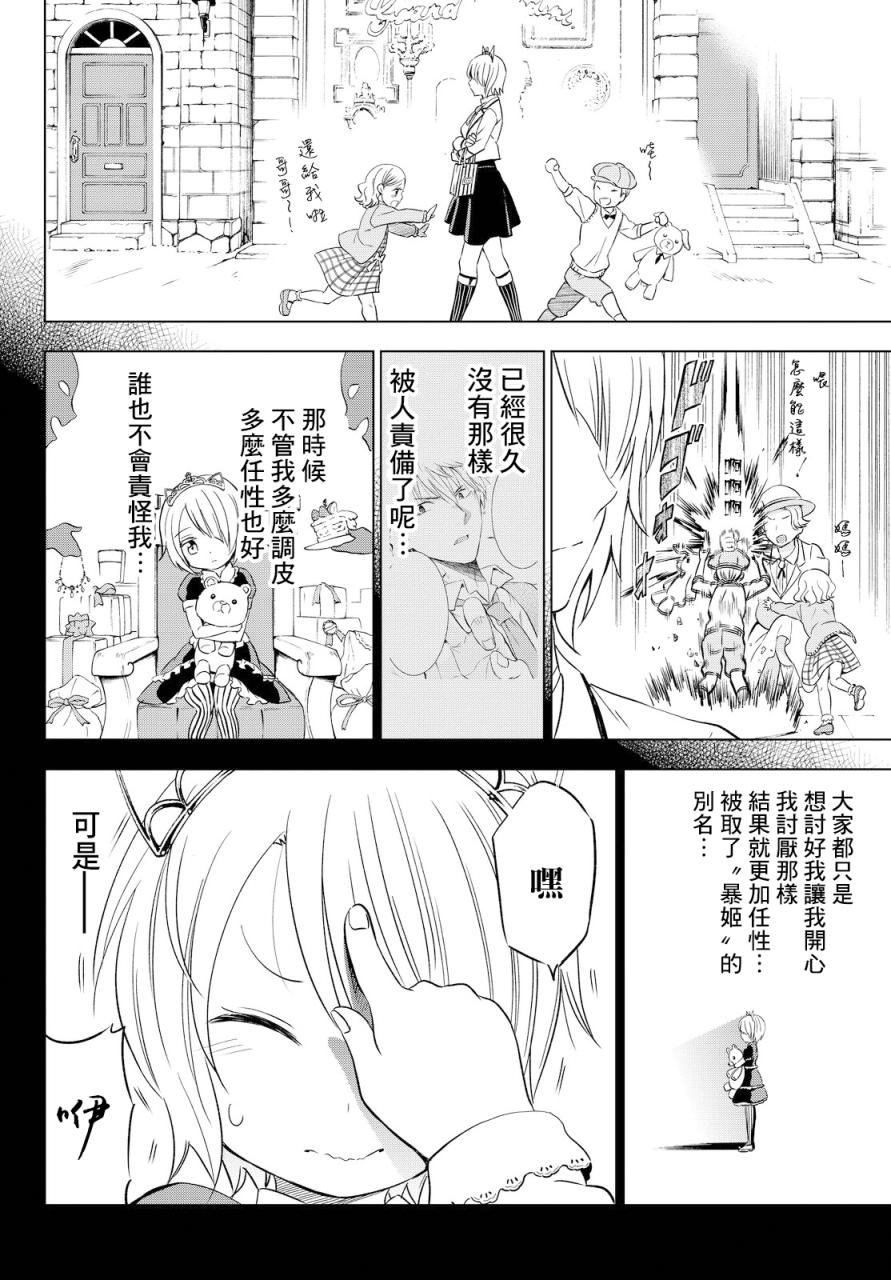 Grand
吨～
還給我啦
哥哥～！
喂
怎麼能這樣！
啊啊啊
媽媽～
已經很久
沒有那樣
被人責備了呢…
那時候
不管我多麼調皮
多麼任性也好
誰也不會責怪我…
大家都只是
想討好我讓我開心
我討厭那樣
結果就更加任性…
被取了〝暴姬〞的
別名…
嘿
可是——
咿